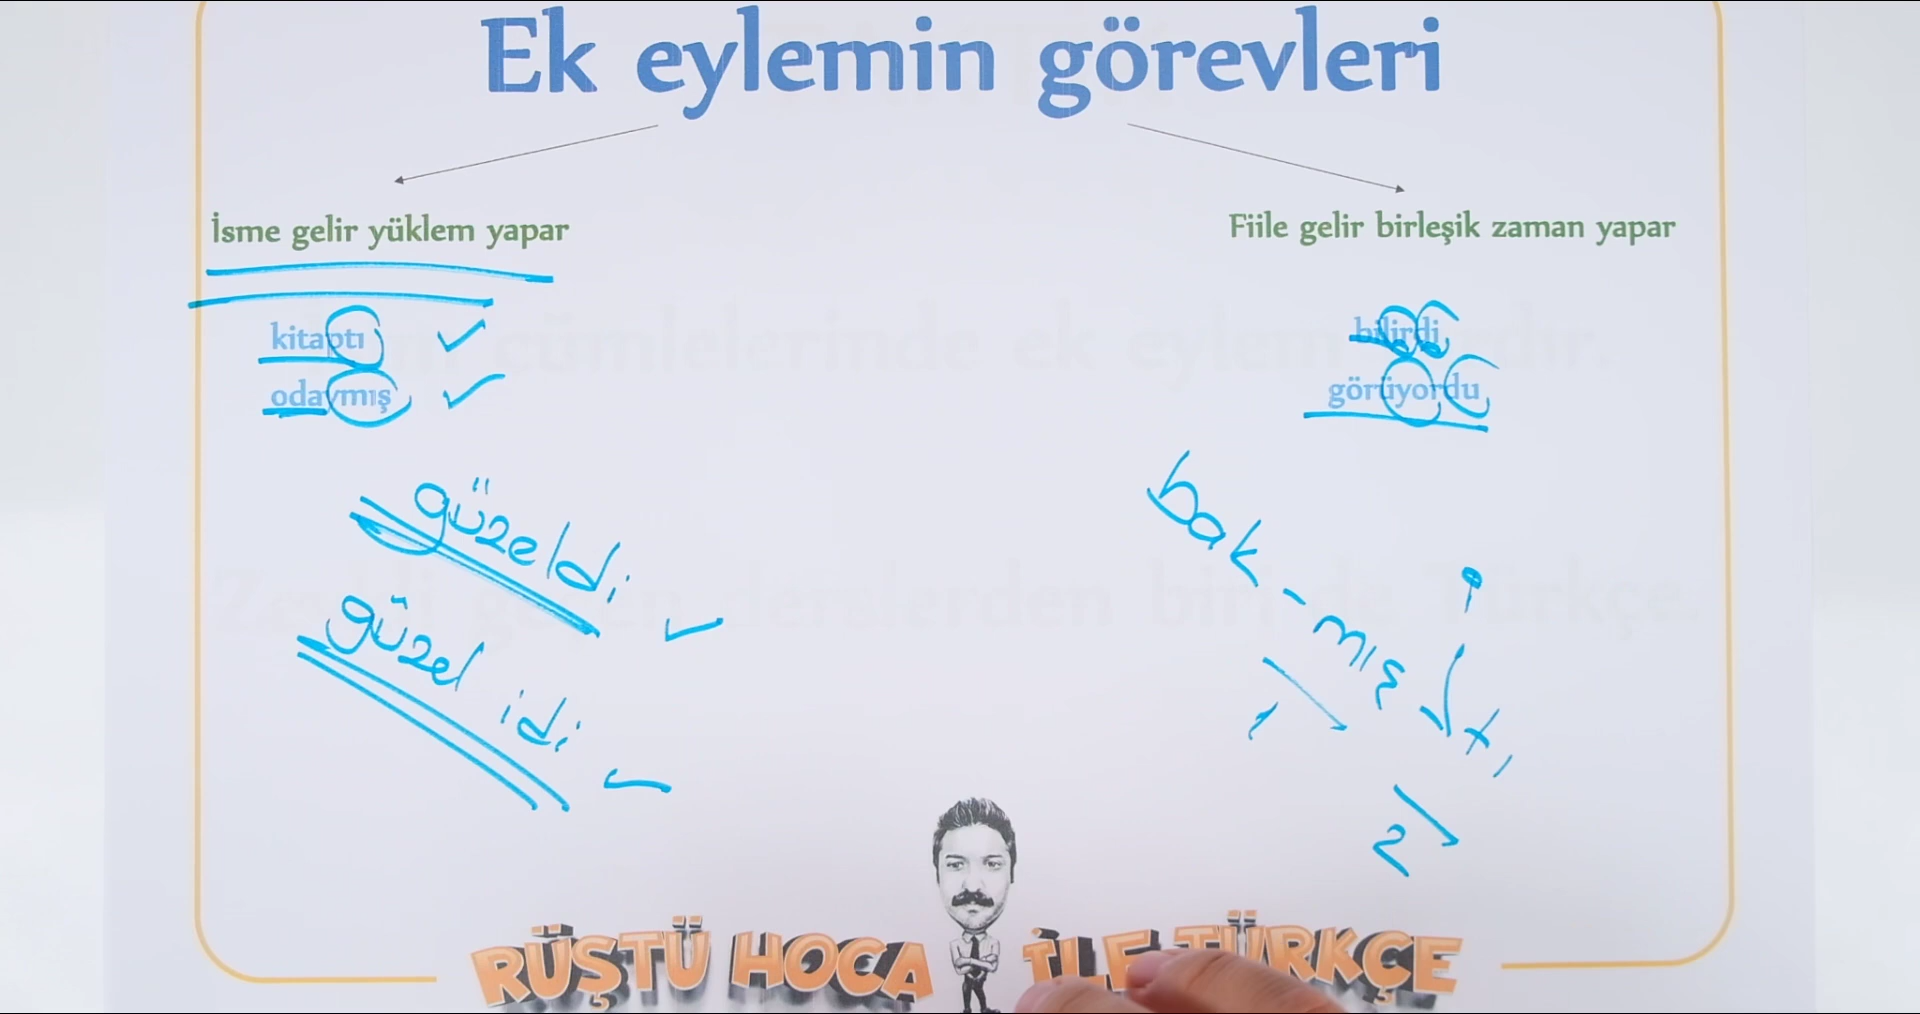 Ek eylemin görevleri
İsme gelir yüklem yapar
kitaptı
odaymış
güzeldi
güzel idi
Fiile gelir birleşik zaman yapar
bilirdi
görüyordu
bak-mış tı
1
2
RÜŞTÜ HOCA İLE TÜRKÇE